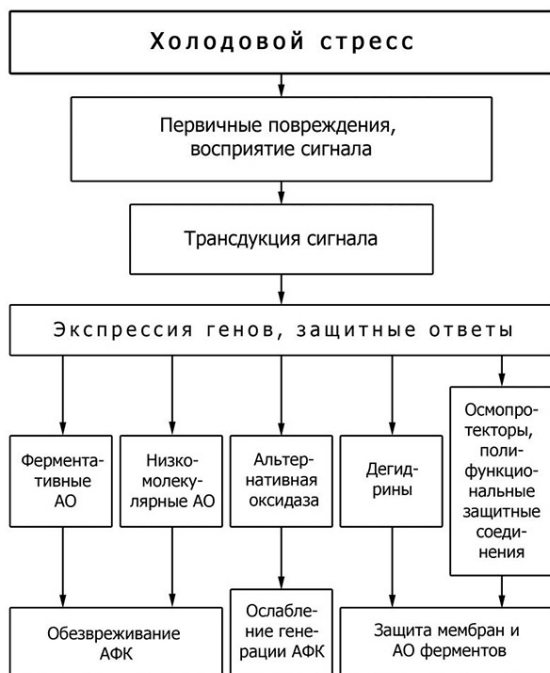 Холодовой стресс
Первичные повреждения,
восприятие сигнала
Трансдукция сигнала
Экспрессия генов, защитные ответы
Фермента-
тивные
АО
Низко-
молеку-
лярные АО
Альтер-
нативная
оксидаза
Дегид-
рины
Осмопро-
текторы,
поли-
функцио-
нальные
защитные
соеди-
нения
Обезвреживание
АФК
Ослабле-
ние гене-
рации АФК
Защита мембран и
АО ферментов